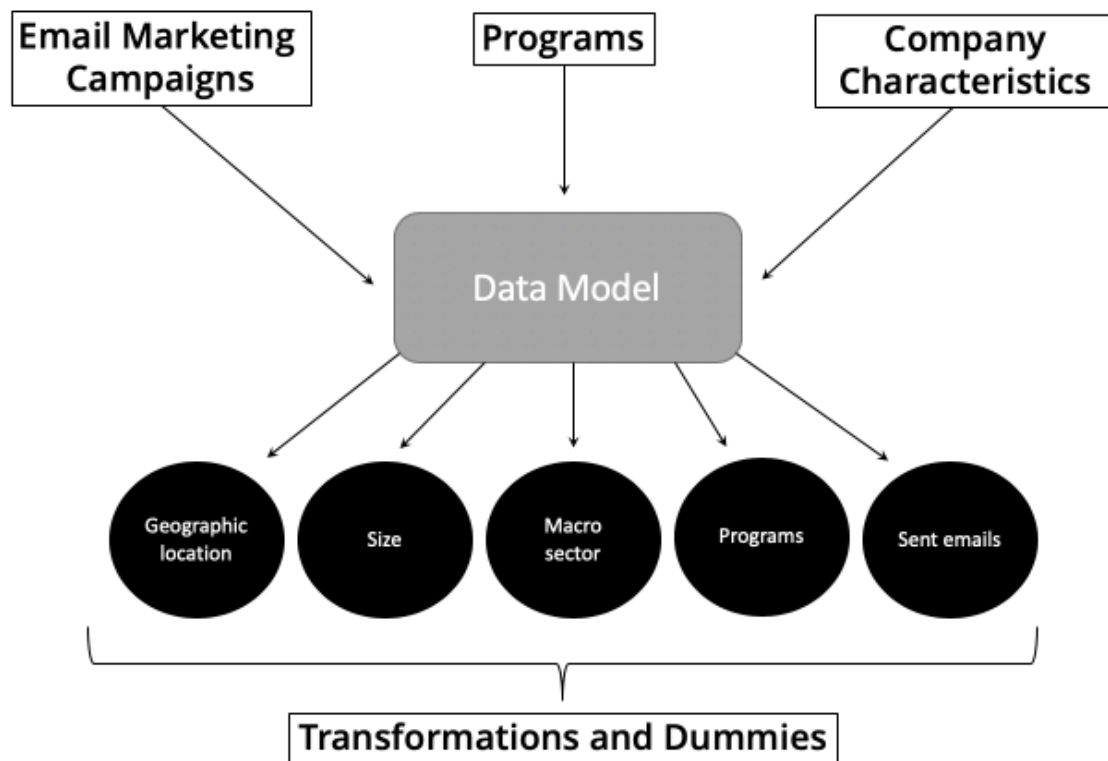 Email Marketing
Campaigns
Programs
Company
Characteristics
Data Model
Geographic
location
Size
Macro
sector
Programs
Sent emails
Transformations and Dummies